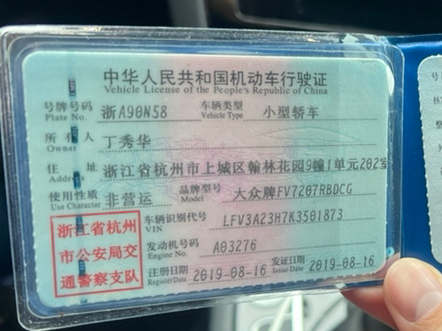 中华人民共和国机动车行驶证
Vehicle License of the People's Republic of China
号牌号码 浙A90N58 车辆类型 小型轿车
Plate No. Vehicle Type
所有人 丁秀华
Owner
住址 浙江省杭州市上城区翰林花园9幢1单元202室
Address
使用性质 非营运 品牌型号 大众牌FV7207RBDCG
Use Character Model
浙江省杭州
市公安局交
通警察支队
车辆识别代号 LFV3A23H7K3501873
VIN
发动机号码 A03276
Engine No.
注册日期 2019-08-16 发证日期 2019-08-16
Register Date Issue Date